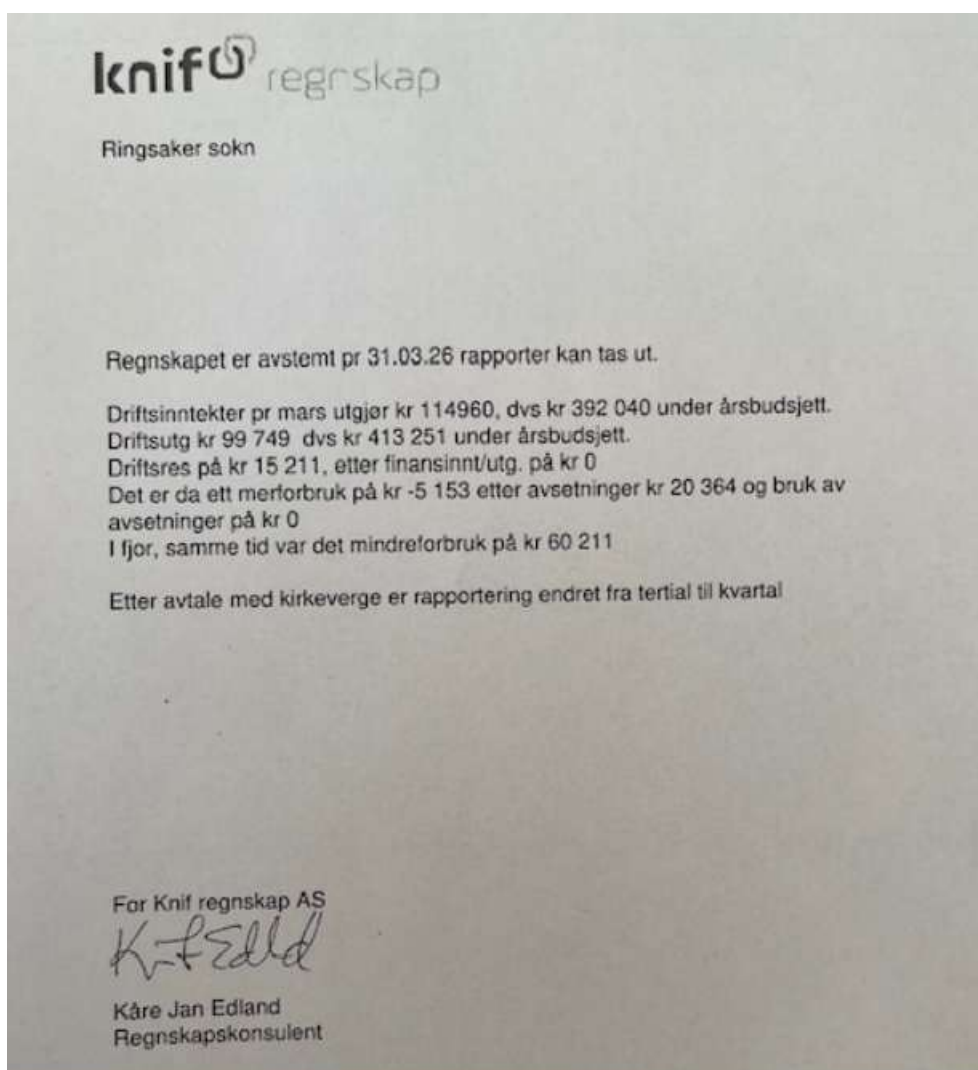 knif regnskap
Ringsaker sokn
Regnskapet er avstemt pr 31.03.26 rapporter kan tas ut.
Driftsinntekter pr mars utgjør kr 114960, dvs kr 392 040 under årsbudsjett.
Driftsutg kr 99 749 dvs kr 413 251 under årsbudsjett.
Driftsres på kr 15 211, etter finansinnt/utg. på kr 0
Det er da ett merforbruk på kr -5 153 etter avsetninger kr 20 364 og bruk av
avsetninger på kr 0
I fjor, samme tid var det mindreforbruk på kr 60 211
Etter avtale med kirkeverge er rapportering endret fra tertial til kvartal
For Knif regnskap AS
Kåre Jan Edland
Regnskapskonsulent